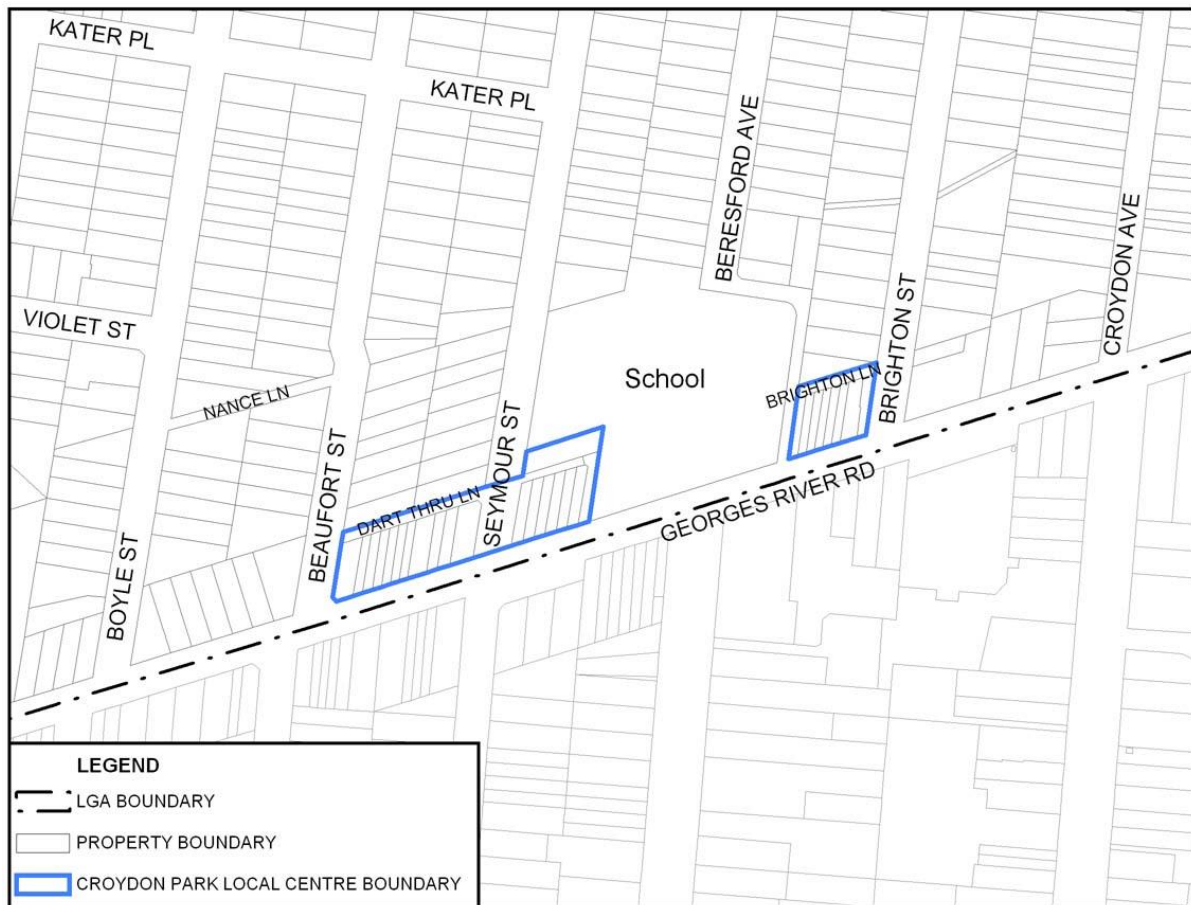 KATER PL
KATER PL
BERESFORD AVE
CROYDON AVE
VIOLET ST
BRIGHTON ST
School
BRIGHTON LN
NANCE LN
SEYMOUR ST
BEAUFORT ST
DART THRU LN
GEORGES RIVER RD
BOYLE ST
LEGEND
LGA BOUNDARY
PROPERTY BOUNDARY
CROYDON PARK LOCAL CENTRE BOUNDARY